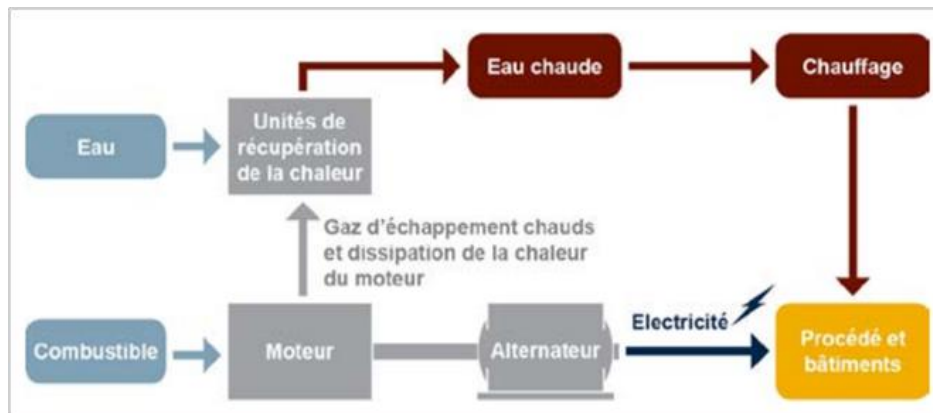 Eau chaude
Chauffage
Eau
Unités de
récupération
de la chaleur
Gaz d'échappement chauds
et dissipation de la chaleur
du moteur
Combustible
Moteur
Alternateur
Electricité
Procédé et
bâtiments